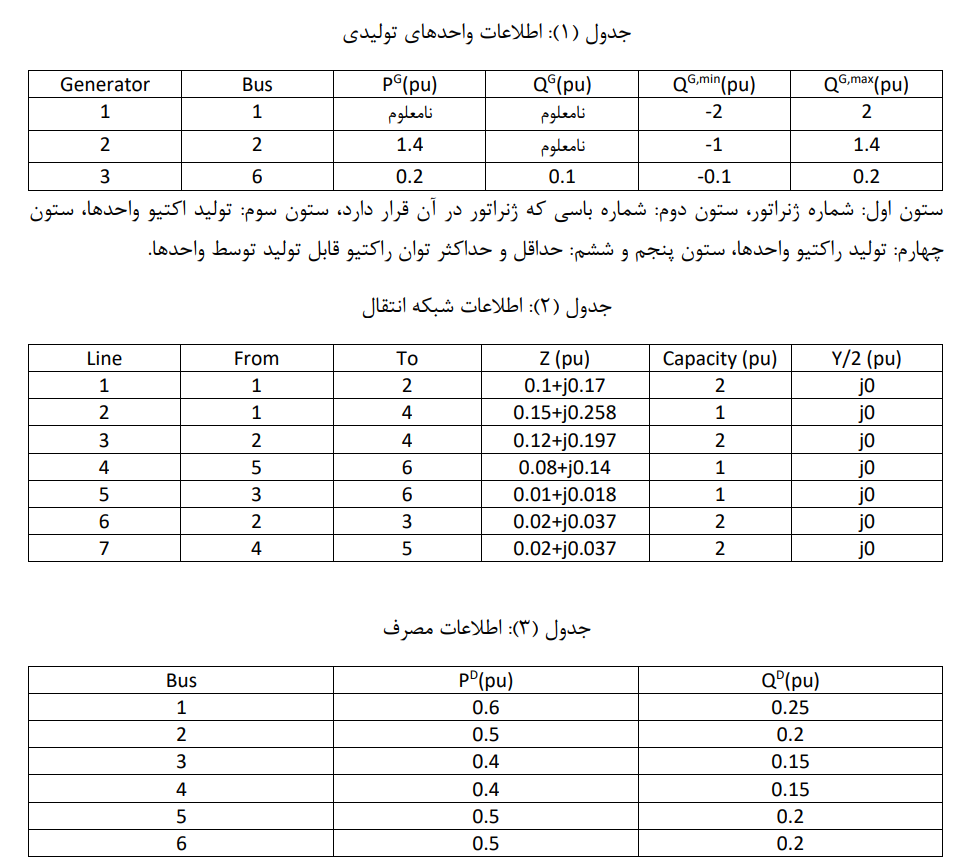 جدول (۱): اطلاعات واحدهای تولیدی
Generator Bus P^G(pu) Q^G(pu) Q^G,min(pu) Q^G,max(pu)
1 1 نامعلوم نامعلوم -2 2
2 2 1.4 نامعلوم -1 1.4
3 6 0.2 0.1 -0.1 0.2
ستون اول: شماره ژنراتور، ستون دوم: شماره باسی که ژنراتور در آن قرار دارد، ستون سوم: تولید اکتیو واحدها، ستون
چهارم: تولید راکتیو واحدها، ستون پنجم و ششم: حداقل و حداکثر توان راکتیو قابل تولید توسط واحدها.
جدول (۲): اطلاعات شبکه انتقال
Line From To Z (pu) Capacity (pu) Y/2 (pu)
1 1 2 0.1+j0.17 2 j0
2 1 4 0.15+j0.258 1 j0
3 2 4 0.12+j0.197 2 j0
4 5 6 0.08+j0.14 1 j0
5 3 6 0.01+j0.018 1 j0
6 2 3 0.02+j0.037 2 j0
7 4 5 0.02+j0.037 2 j0
جدول (۳): اطلاعات مصرف
Bus P^D(pu) Q^D(pu)
1 0.6 0.25
2 0.5 0.2
3 0.4 0.15
4 0.4 0.15
5 0.5 0.2
6 0.5 0.2